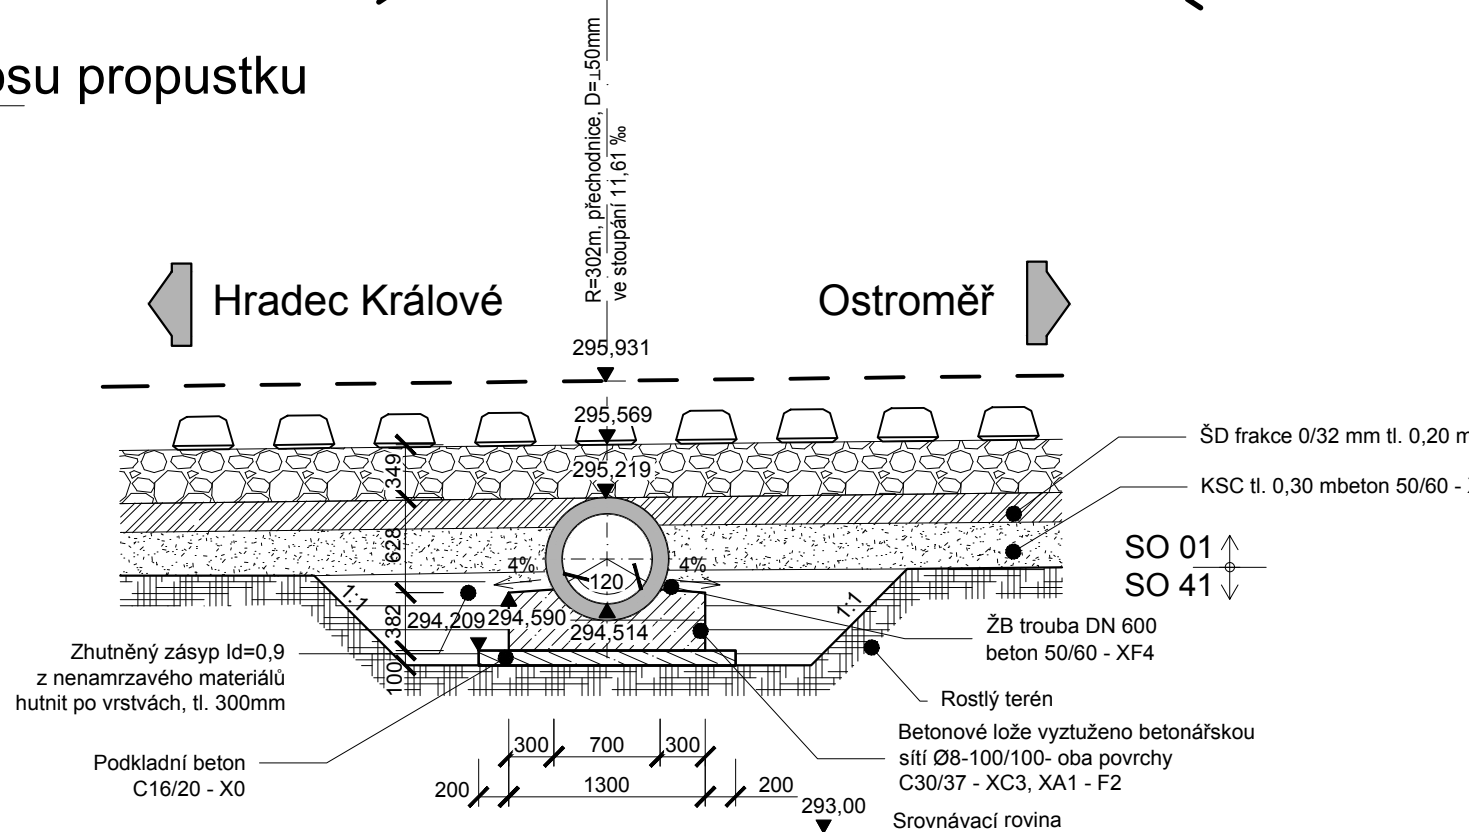 osu propustku
R=302m, přechodnice, D=⊥50mm
ve stoupání 11,61 ‰
Hradec Králové
Ostroměř
295,931
295,569
295,219
349
628
382
100
4%
4%
120
1:1
1:1
294,209
294,590
294,514
ŠD frakce 0/32 mm tl. 0,20 m
KSC tl. 0,30 mbeton 50/60 -
SO 01
SO 41
ŽB trouba DN 600
beton 50/60 - XF4
Zhutněný zásyp Id=0,9
z nenamrzavého materiálů
hutnit po vrstvách, tl. 300mm
Rostlý terén
Podkladní beton
C16/20 - X0
Betonové lože vyztuženo betonářskou
sítí Ø8-100/100- oba povrchy
C30/37 - XC3, XA1 - F2
300 700 300
200 1300 200
293,00
Srovnávací rovina